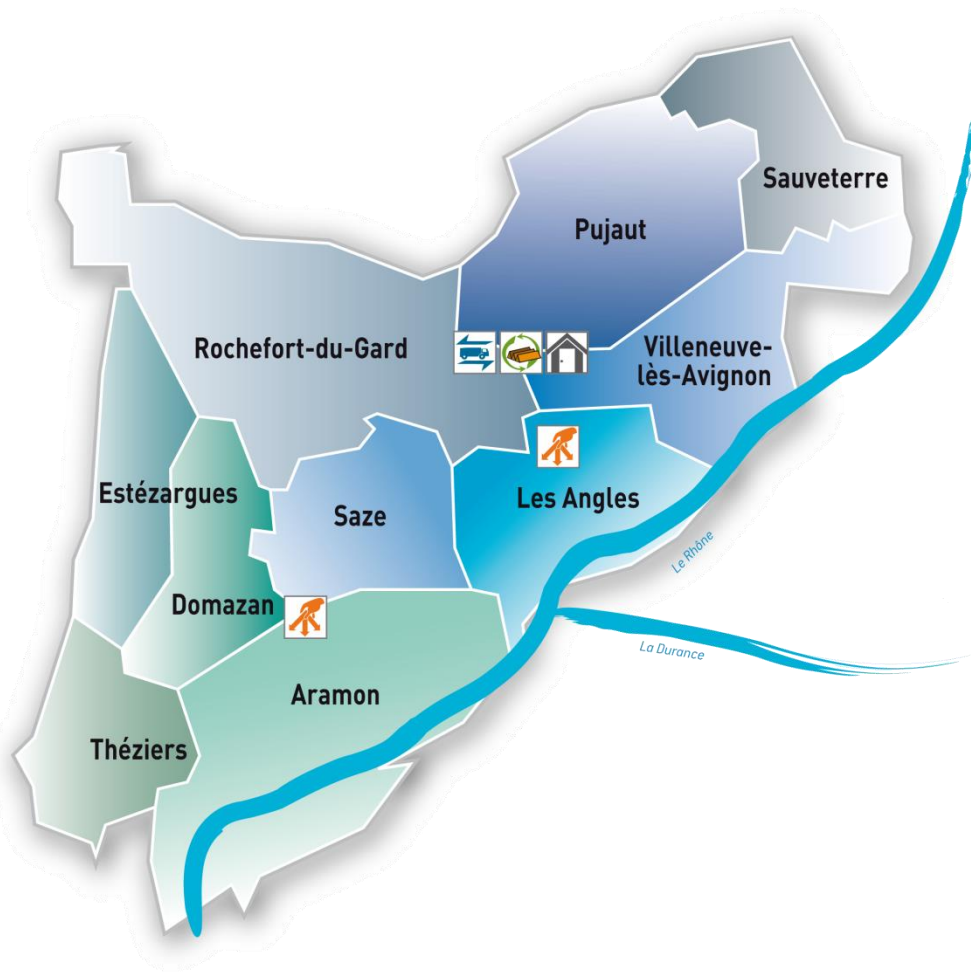 Sauveterre
Pujaut
Rochefort-du-Gard
Villeneuve-
lès-Avignon
Estézargues
Saze
Les Angles
Le Rhône
Domazan
La Durance
Aramon
Théziers